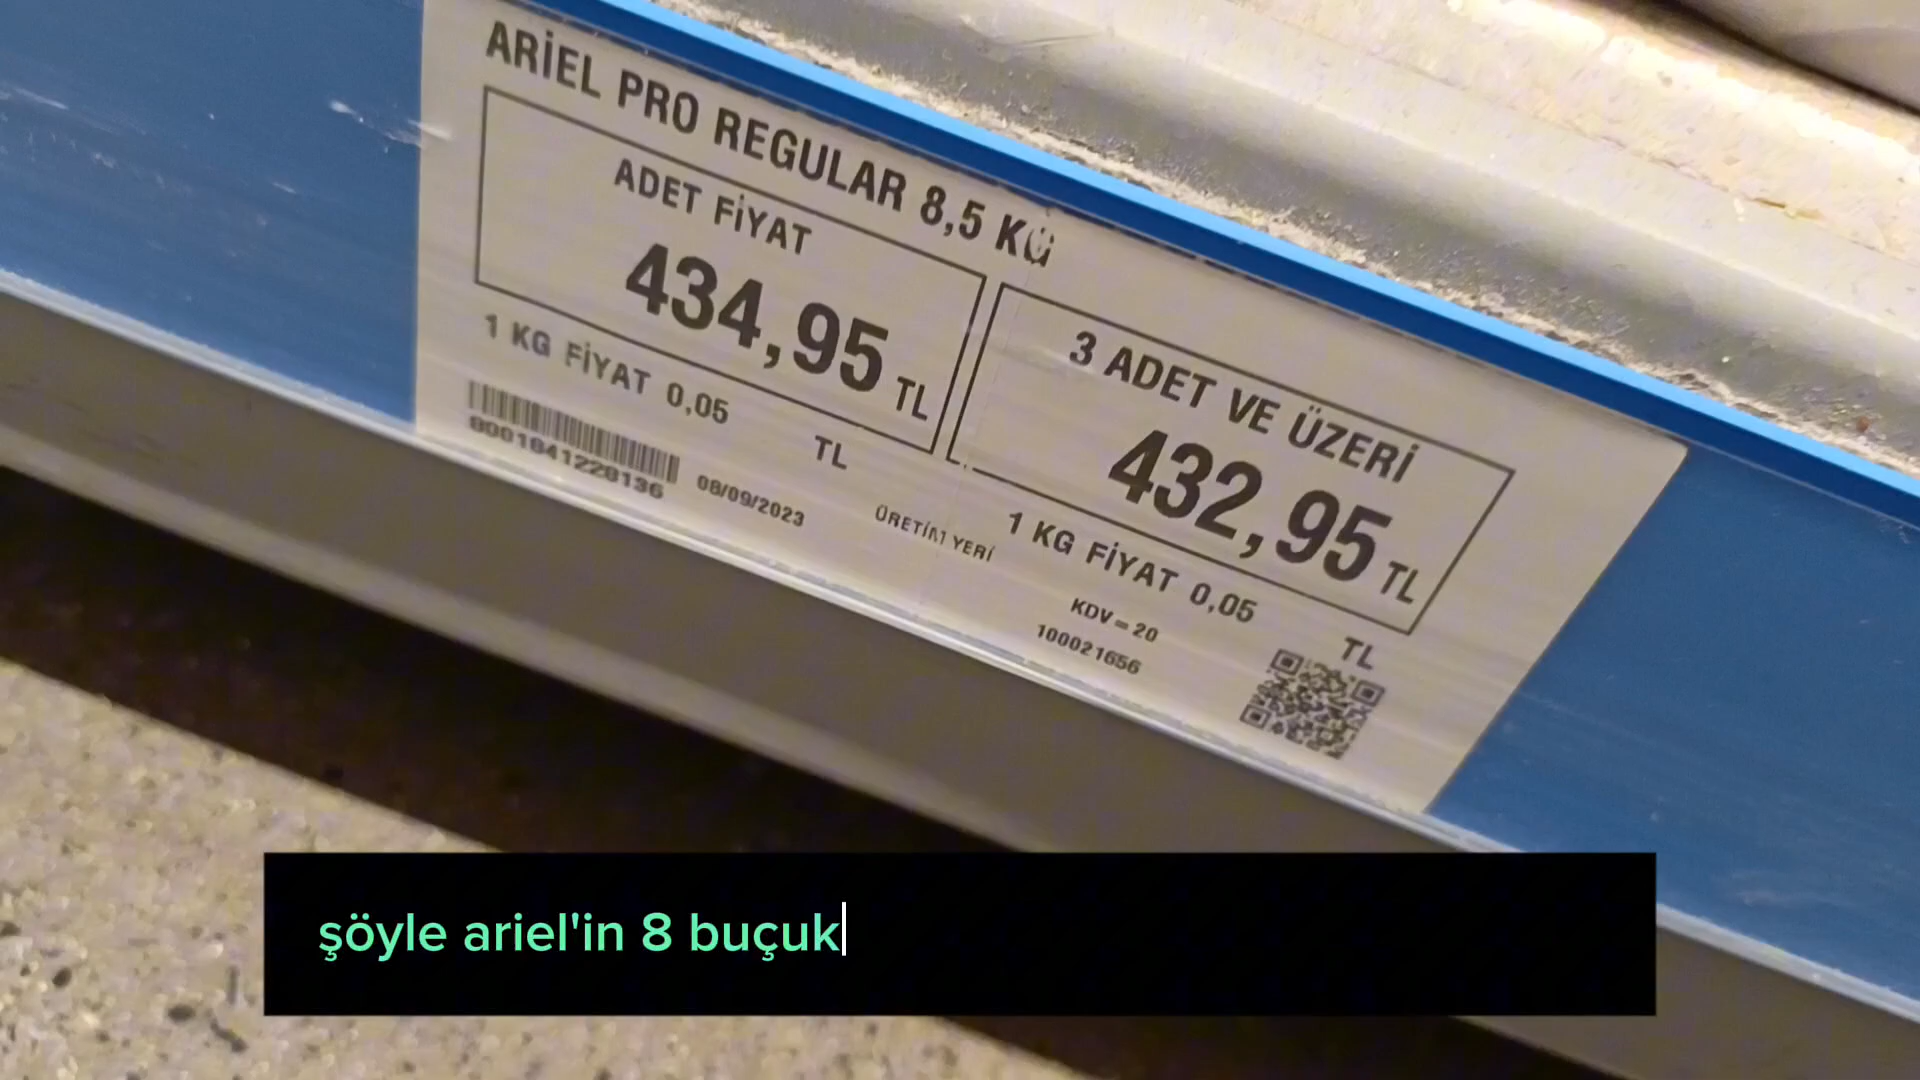 ARİEL PRO REGULAR 8,5 KG
ADET FİYAT
434,95 TL
1 KG FİYAT 0,05 TL
8001841228136
08/09/2023
ÜRETİM YERİ
3 ADET VE ÜZERİ
432,95 TL
1 KG FİYAT 0,05 TL
KDV = 20
100021656
şöyle ariel'in 8 buçuk